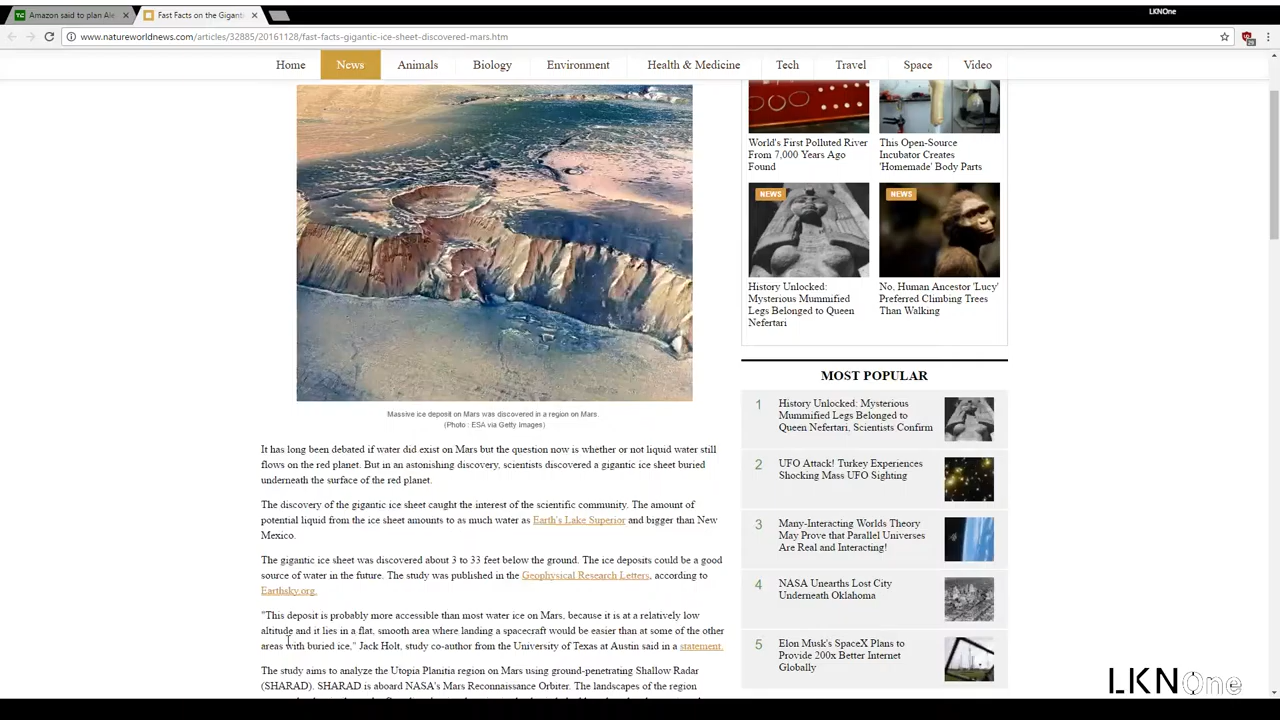 LKNOne
Amazon said to plan Ale
Fast Facts on the Gigant
www.natureworldnews.com/articles/32885/20161128/fast-facts-gigantic-ice-sheet-discovered-mars.htm
Home News Animals Biology Environment Health & Medicine Tech Travel Space Video
Massive ice deposit on Mars was discovered in a region on Mars.
(Photo : ESA via Getty Images)
It has long been debated if water did exist on Mars but the question now is whether or not liquid water still
flows on the red planet. But in an astonishing discovery, scientists discovered a gigantic ice sheet buried
underneath the surface of the red planet.
The discovery of the gigantic ice sheet caught the interest of the scientific community. The amount of
potential liquid from the ice sheet amounts to as much water as Earth's Lake Superior and bigger than New
Mexico.
The gigantic ice sheet was discovered about 3 to 33 feet below the ground. The ice deposits could be a good
source of water in the future. The study was published in the Geophysical Research Letters, according to
Earthsky.org.
"This deposit is probably more accessible than most water ice on Mars, because it is at a relatively low
altitude and it lies in a flat, smooth area where landing a spacecraft would be easier than at some of the other
areas with buried ice," Jack Holt, study co-author from the University of Texas at Austin said in a statement.
The study aims to analyze the Utopia Planitia region on Mars using ground-penetrating Shallow Radar
(SHARAD). SHARAD is aboard NASA's Mars Reconnaissance Orbiter. The landscapes of the region
World's First Polluted River
From 7,000 Years Ago
Found
This Open-Source
Incubator Creates
'Homemade' Body Parts
NEWS
History Unlocked:
Mysterious Mummified
Legs Belonged to Queen
Nefertari
NEWS
No, Human Ancestor 'Lucy'
Preferred Climbing Trees
Than Walking
MOST POPULAR
1 History Unlocked: Mysterious
Mummified Legs Belonged to
Queen Nefertari, Scientists Confirm
2 UFO Attack! Turkey Experiences
Shocking Mass UFO Sighting
3 Many-Interacting Worlds Theory
May Prove that Parallel Universes
Are Real and Interacting!
4 NASA Unearths Lost City
Underneath Oklahoma
5 Elon Musk's SpaceX Plans to
Provide 200x Better Internet
Globally
LKNOne